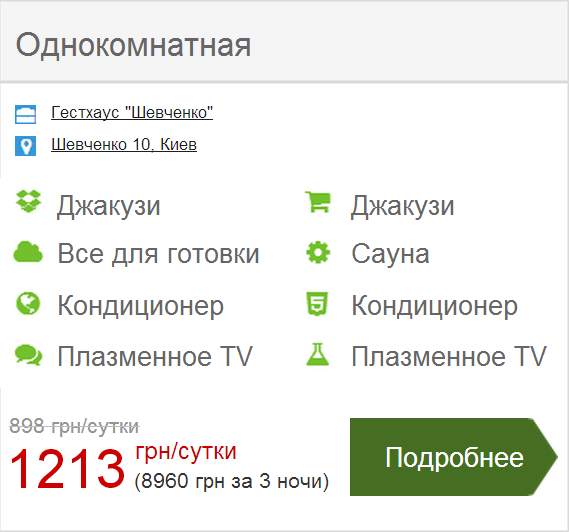 Однокомнатная
Гестхаус "Шевченко"
Шевченко 10, Киев
Джакузи
Джакузи
Все для готовки
Сауна
Кондиционер
Кондиционер
Плазменное TV
Плазменное TV
898 грн/сутки
1213 грн/сутки
(8960 грн за 3 ночи)
Подробнее